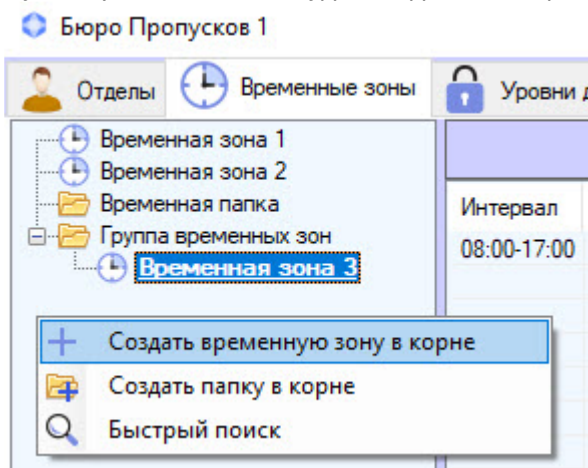 Бюро Пропусков 1
Отделы
Временные зоны
Уровни
Временная зона 1
Временная зона 2
Временная папка
Группа временных зон
Временная зона 3
Интервал
08:00-17:00
Создать временную зону в корне
Создать папку в корне
Быстрый поиск